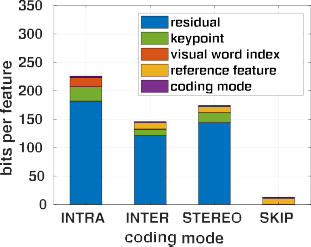 350
300
250
200
150
100
50
0
bits per feature
residual
keypoint
visual word index
reference feature
coding mode
INTRA INTER STEREO SKIP
coding mode